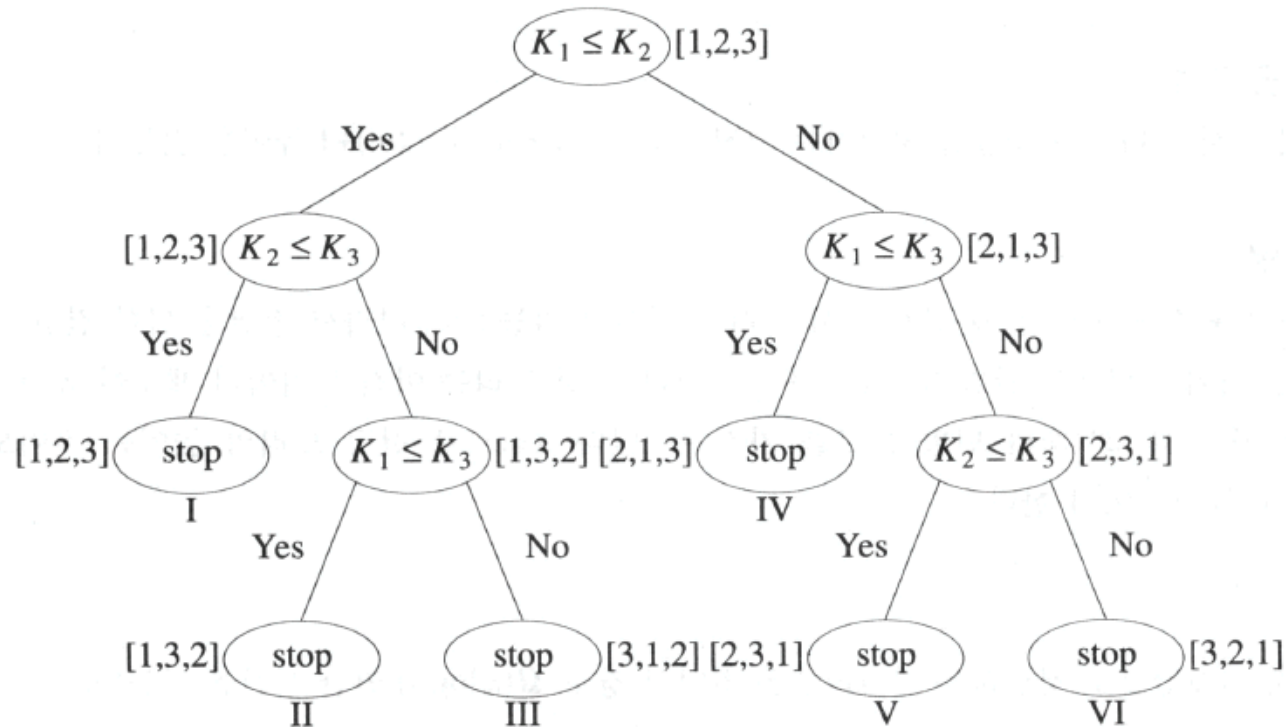 K₁ ≤ K₂ [1,2,3]
Yes No
[1,2,3] K₂ ≤ K₃ K₁ ≤ K₃ [2,1,3]
Yes No Yes No
[1,2,3] stop K₁ ≤ K₃ [1,3,2] [2,1,3] stop K₂ ≤ K₃ [2,3,1]
I IV
Yes No Yes No
[1,3,2] stop stop [3,1,2] [2,3,1] stop stop [3,2,1]
II III V VI